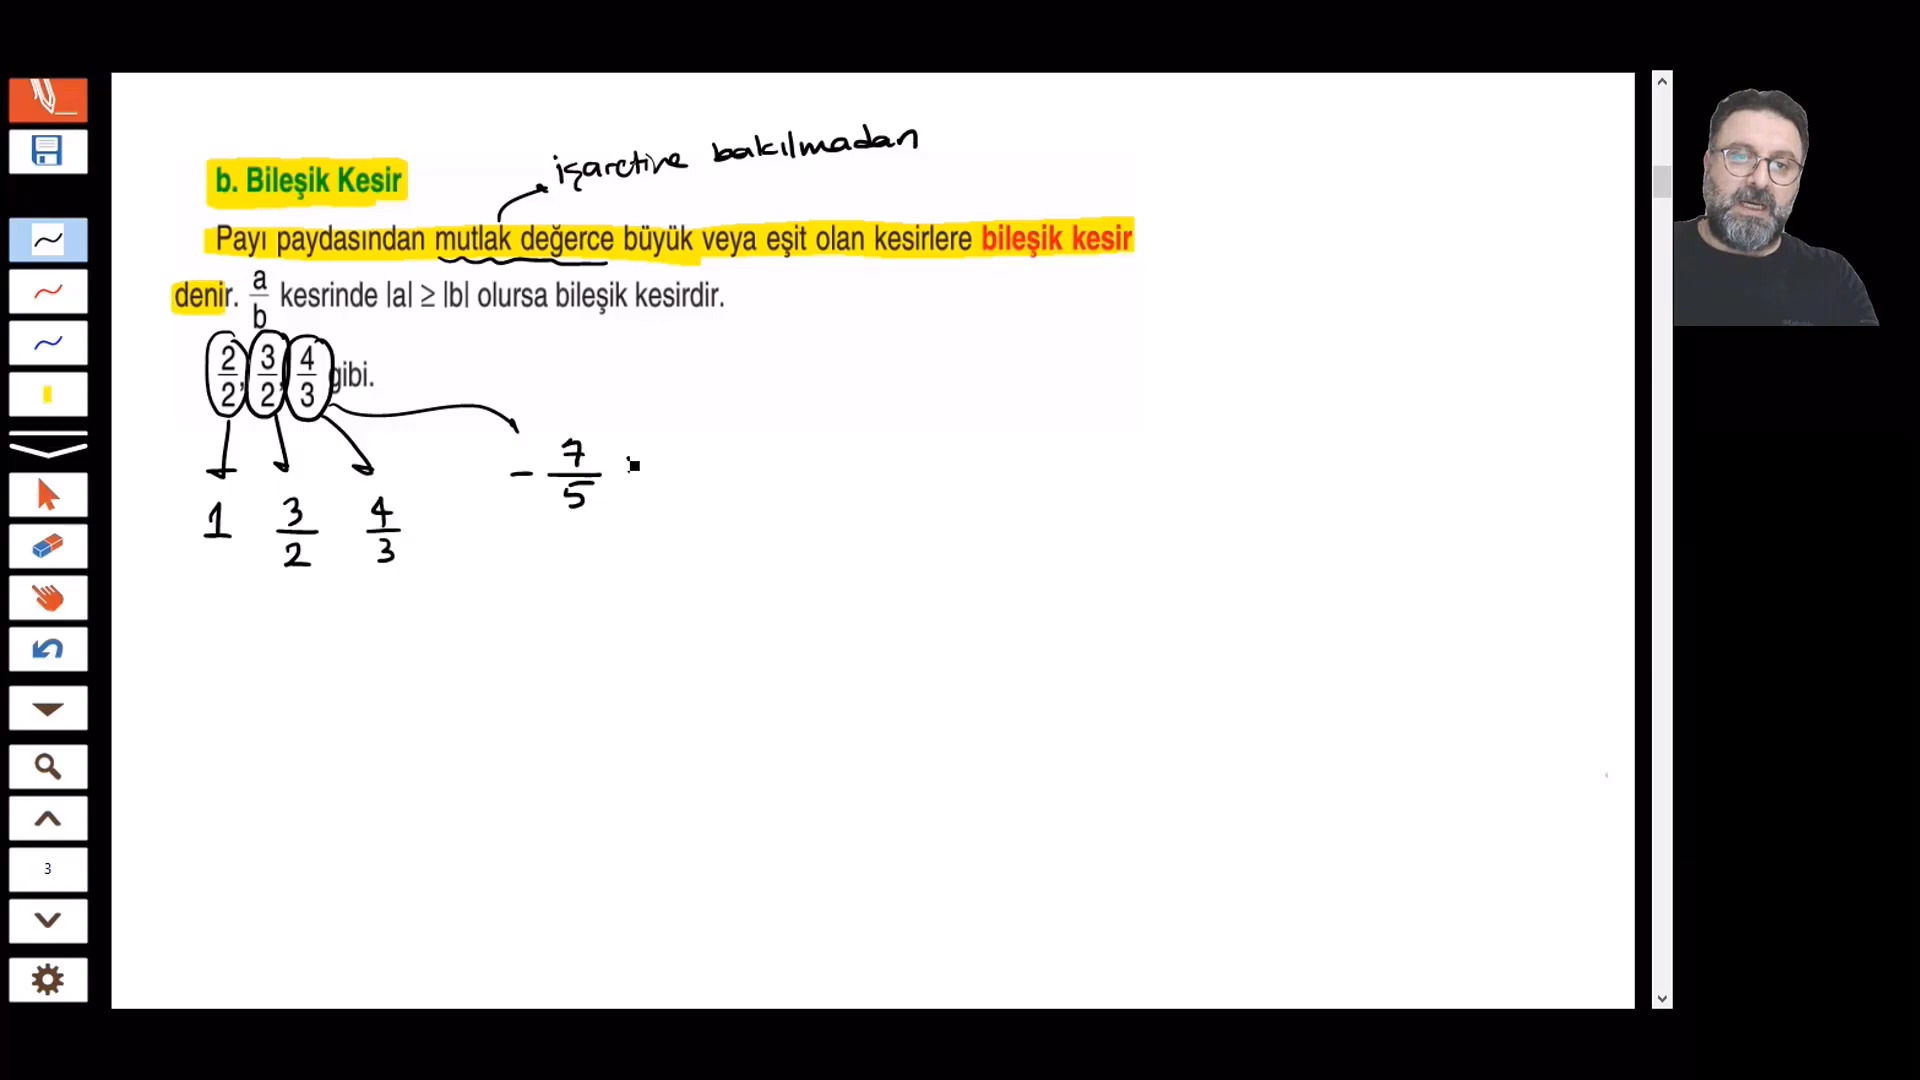 işaretine bakılmadan
b. Bileşik Kesir
Payı paydasından mutlak değerce büyük veya eşit olan kesirlere bileşik kesir
denir. a/b kesrinde |a| ≥ |b| olursa bileşik kesirdir.
2/2, 3/2, 4/3 gibi.
- 7/5
1 3/2 4/3
3